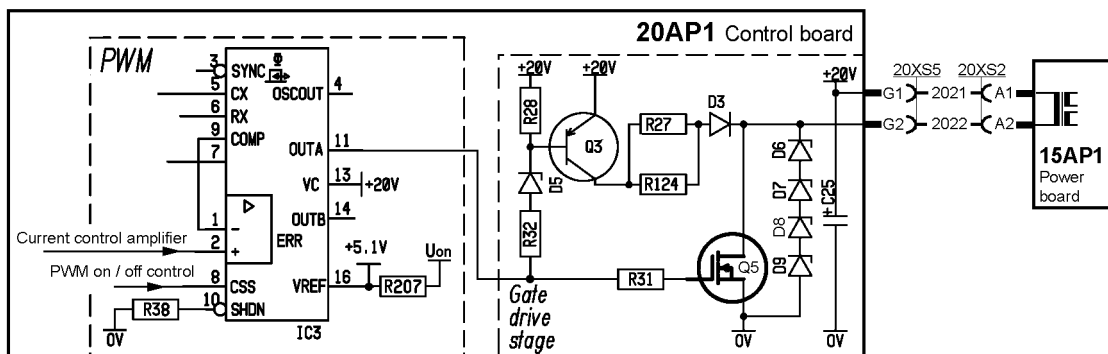 20AP1 Control board
PWM
3
SYNC
Φ
5
CX
OSCOUT
4
6
RX
9
COMP
7
OUTA
11
VC
13
+20V
OUTB
14
1
-
ERR
Current control amplifier
2
+
+5.1V
Uon
PWM on / off control
8
CSS
VREF
16
R207
10
SHDN
R38
0V
IC3
+20V
+20V
+20V
R28
Q3
R27
D3
R124
D5
R32
D6
D7
D8
D9
+C25
R31
Q5
Gate
drive
stage
0V
0V
20XS5
20XS2
G1
2021
A1
G2
2022
A2
15AP1
Power
board